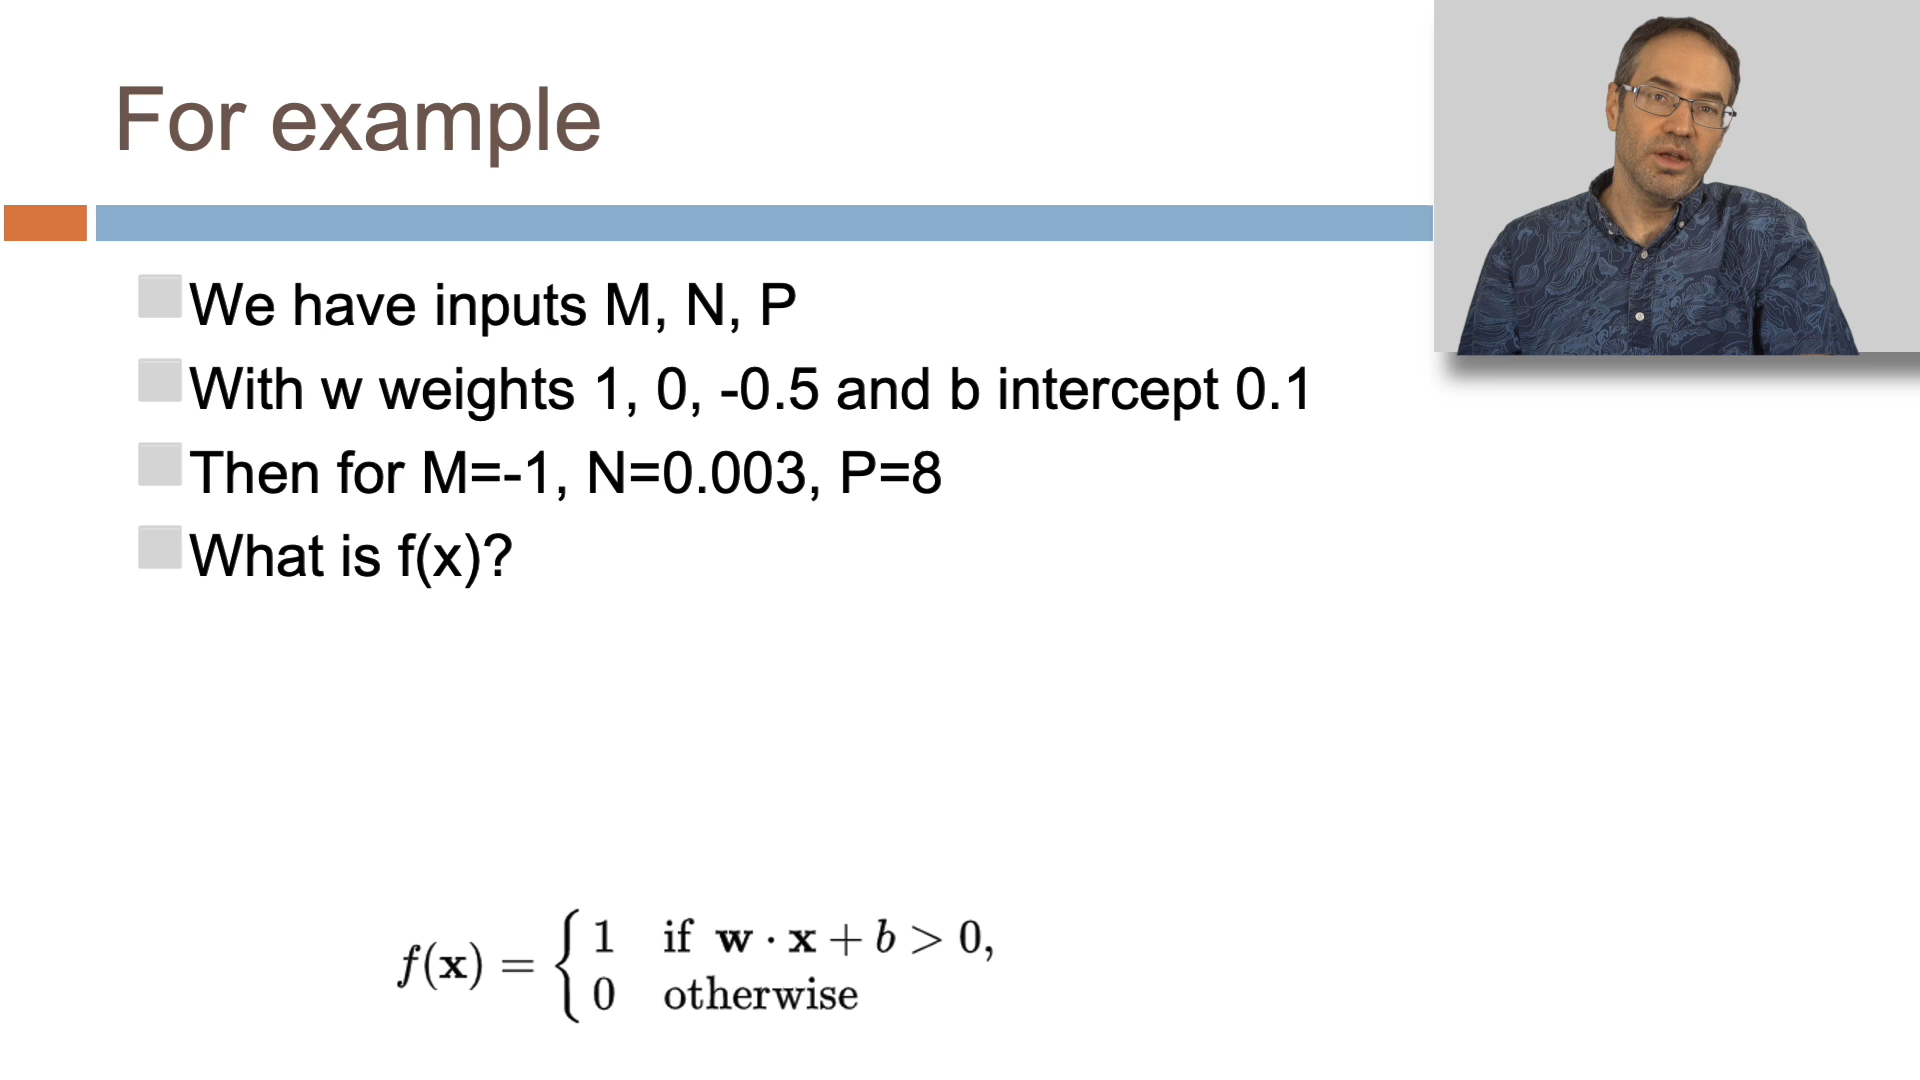 For example
We have inputs M, N, P
With w weights 1, 0, -0.5 and b intercept 0.1
Then for M=-1, N=0.003, P=8
What is f(x)?
f(x) = { 1 if w · x + b > 0,
0 otherwise